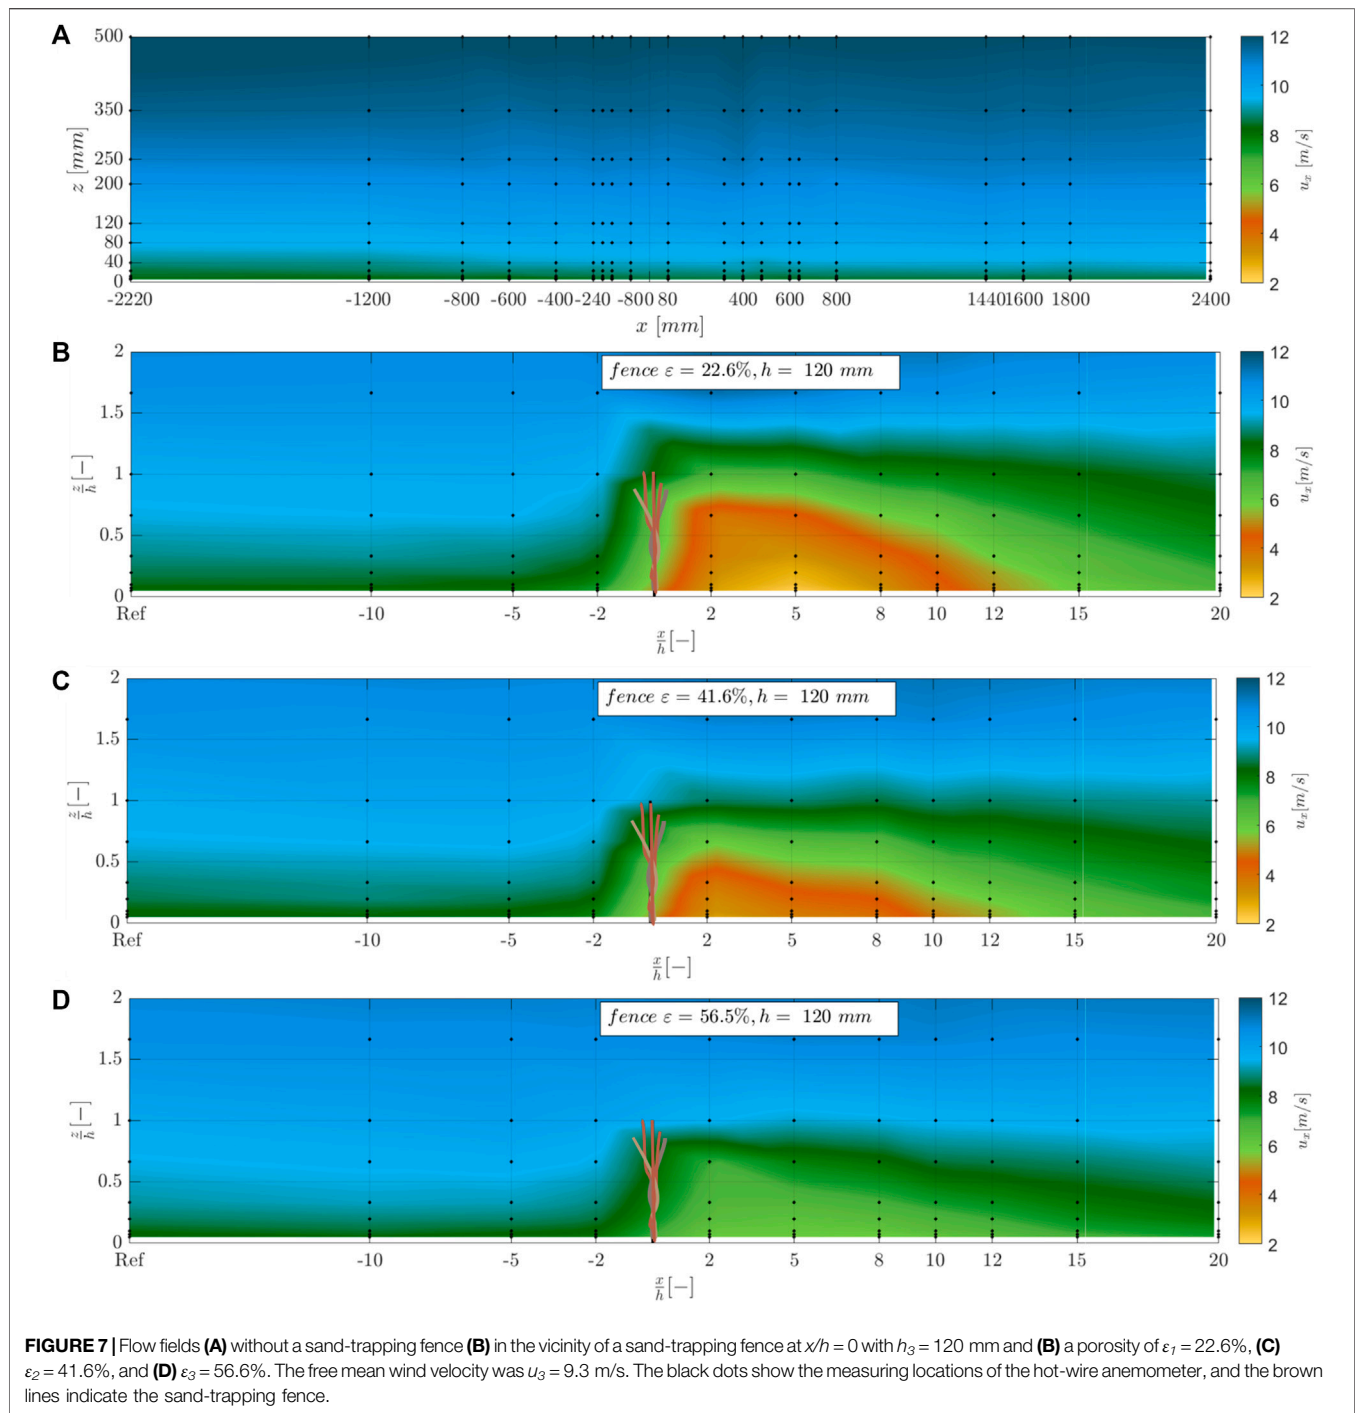 A
500
350
250
200
120
80
40
0
z [mm]
-2220 -1200 -800 -600 -400 -240 -800 80 400 600 800 1440 1600 1800 2400
x [mm]
12
10
8
6
4
2
u_x [m/s]
B
fence ε = 22.6%, h = 120 mm
2
1.5
1
0.5
0
z/h [−]
Ref -10 -5 -2 2 5 8 10 12 15 20
x/h [−]
12
10
8
6
4
2
u_x[m/s]
C
fence ε = 41.6%, h = 120 mm
2
1.5
1
0.5
0
z/h [−]
Ref -10 -5 -2 2 5 8 10 12 15 20
x/h [−]
12
10
8
6
4
2
u_x[m/s]
D
fence ε = 56.5%, h = 120 mm
2
1.5
1
0.5
0
z/h [−]
Ref -10 -5 -2 2 5 8 10 12 15 20
x/h [−]
12
10
8
6
4
2
u_x[m/s]
FIGURE 7 | Flow fields (A) without a sand-trapping fence (B) in the vicinity of a sand-trapping fence at x/h = 0 with h₃ = 120 mm and (B) a porosity of ε₁ = 22.6%, (C)
ε₂ = 41.6%, and (D) ε₃ = 56.6%. The free mean wind velocity was u₃ = 9.3 m/s. The black dots show the measuring locations of the hot-wire anemometer, and the brown
lines indicate the sand-trapping fence.